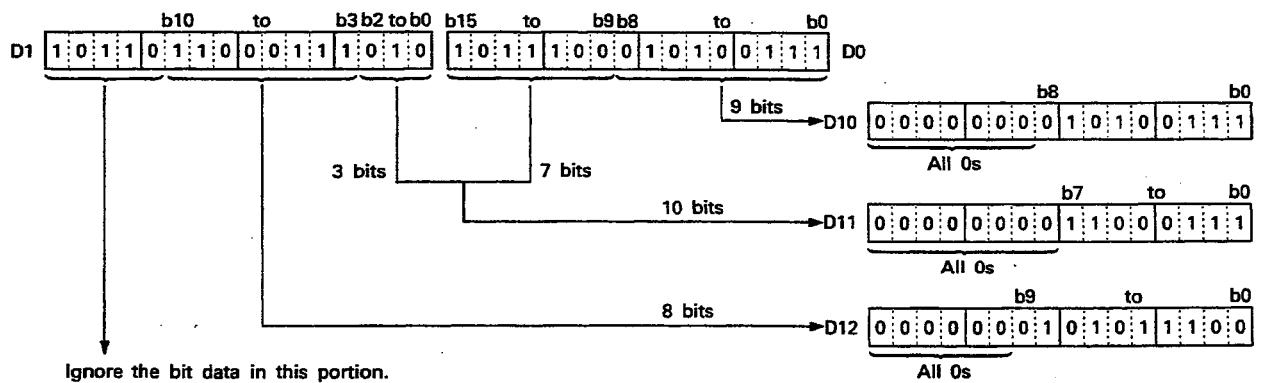 b10 to b3 b2 to b0 b15 to b9 b8 to b0
D1 1 0 1 1 0 1 1 0 0 0 1 1 1 0 1 0 1 0 1 1 1 0 0 0 1 0 1 0 0 1 1 1 D0
b8 b0
9 bits D10 0 0 0 0 0 0 0 0 1 0 1 0 0 1 1 1
All 0s
3 bits 7 bits
b7 to b0
10 bits D11 0 0 0 0 0 0 0 0 1 1 0 0 0 1 1 1
All 0s
b9 to b0
8 bits D12 0 0 0 0 0 0 0 1 0 1 0 1 1 1 0 0
All 0s
Ignore the bit data in this portion.